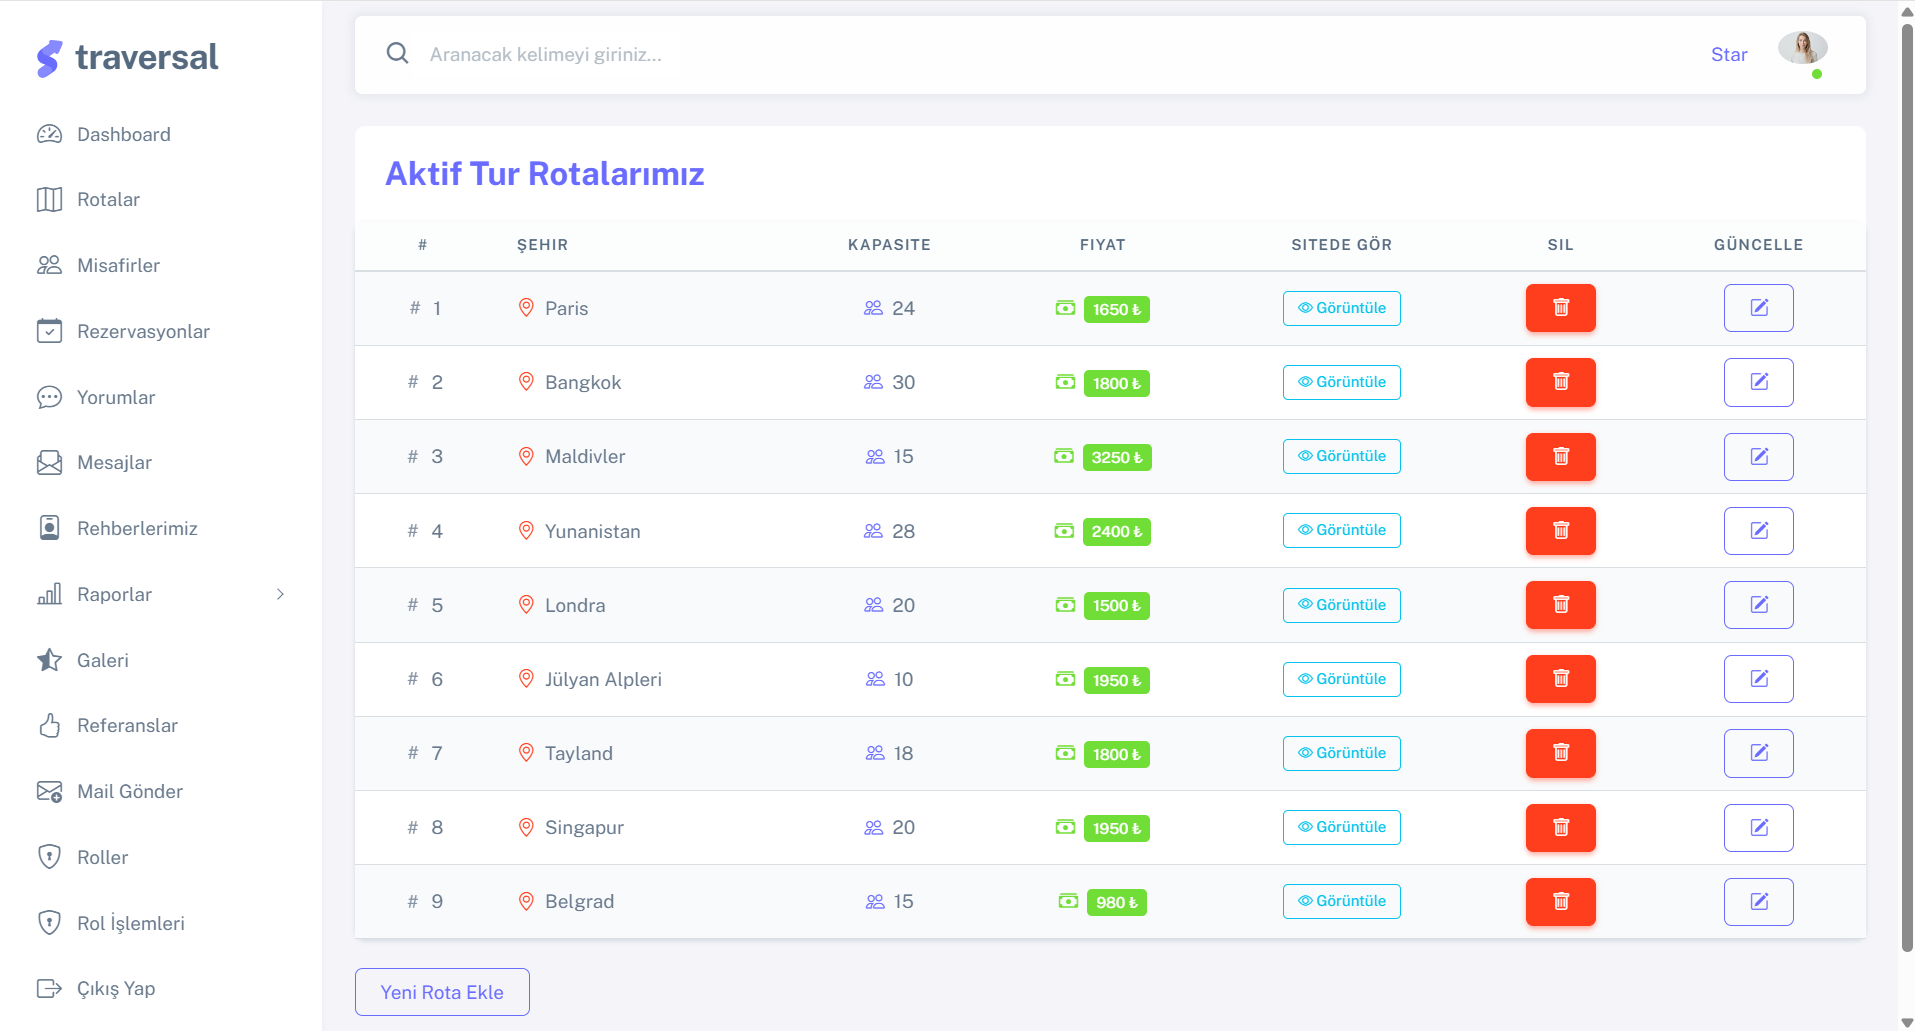 traversal
Dashboard
Rotalar
Misafirler
Rezervasyonlar
Yorumlar
Mesajlar
Rehberlerimiz
Raporlar
Galeri
Referanslar
Mail Gönder
Roller
Rol İşlemleri
Çıkış Yap
Aranacak kelimeyi giriniz...
Star
Aktif Tur Rotalarımız
# ŞEHIR KAPASITE FIYAT SITEDE GÖR SIL GÜNCELLE
# 1 Paris 24 1650 ₺ Görüntüle
# 2 Bangkok 30 1800 ₺ Görüntüle
# 3 Maldivler 15 3250 ₺ Görüntüle
# 4 Yunanistan 28 2400 ₺ Görüntüle
# 5 Londra 20 1500 ₺ Görüntüle
# 6 Jülyan Alpleri 10 1950 ₺ Görüntüle
# 7 Tayland 18 1800 ₺ Görüntüle
# 8 Singapur 20 1950 ₺ Görüntüle
# 9 Belgrad 15 980 ₺ Görüntüle
Yeni Rota Ekle